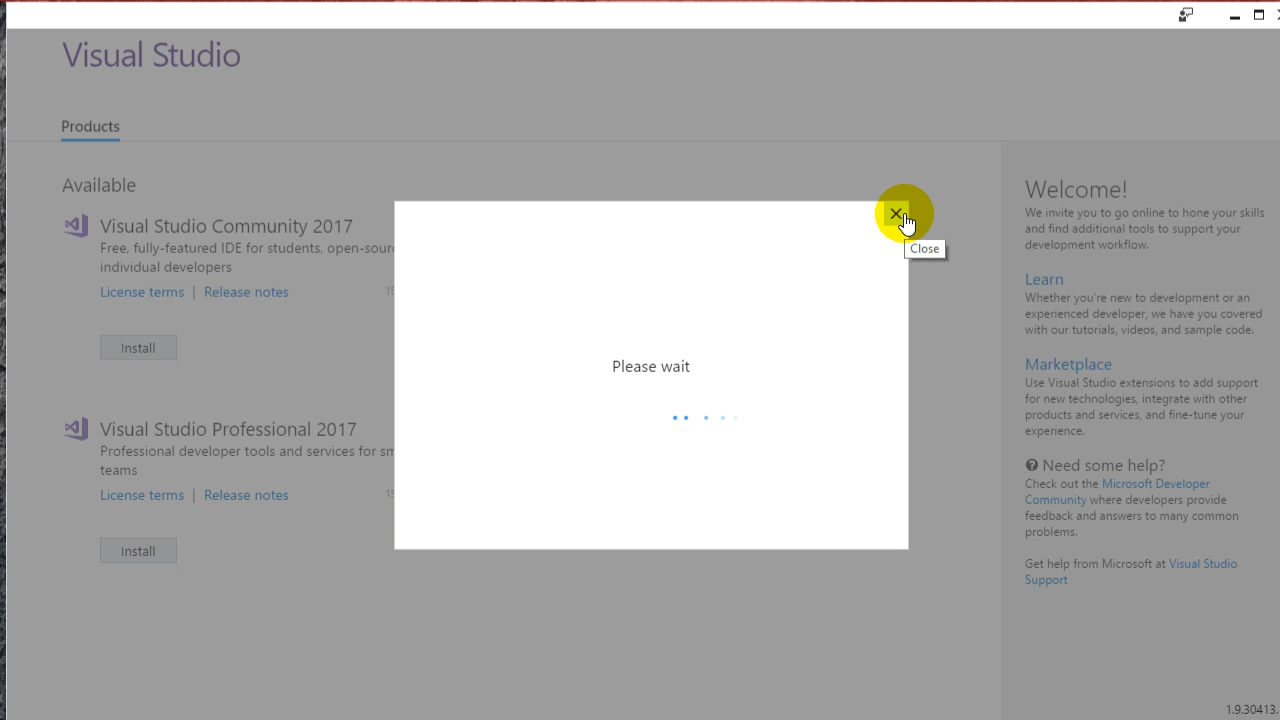 Visual Studio
Products
Available
Visual Studio Community 2017
Free, fully-featured IDE for students, open-sour
individual developers
License terms | Release notes
15
Install
Visual Studio Professional 2017
Professional developer tools and services for sm
teams
License terms | Release notes
15
Install
Close
Please wait
Welcome!
We invite you to go online to hone your skills
and find additional tools to support your
development workflow.
Learn
Whether you're new to development or an
experienced developer, we have you covered
with our tutorials, videos, and sample code.
Marketplace
Use Visual Studio extensions to add support
for new technologies, integrate with other
products and services, and fine-tune your
experience.
Need some help?
Check out the Microsoft Developer
Community where developers provide
feedback and answers to many common
problems.
Get help from Microsoft at Visual Studio
Support
1.9.30413.